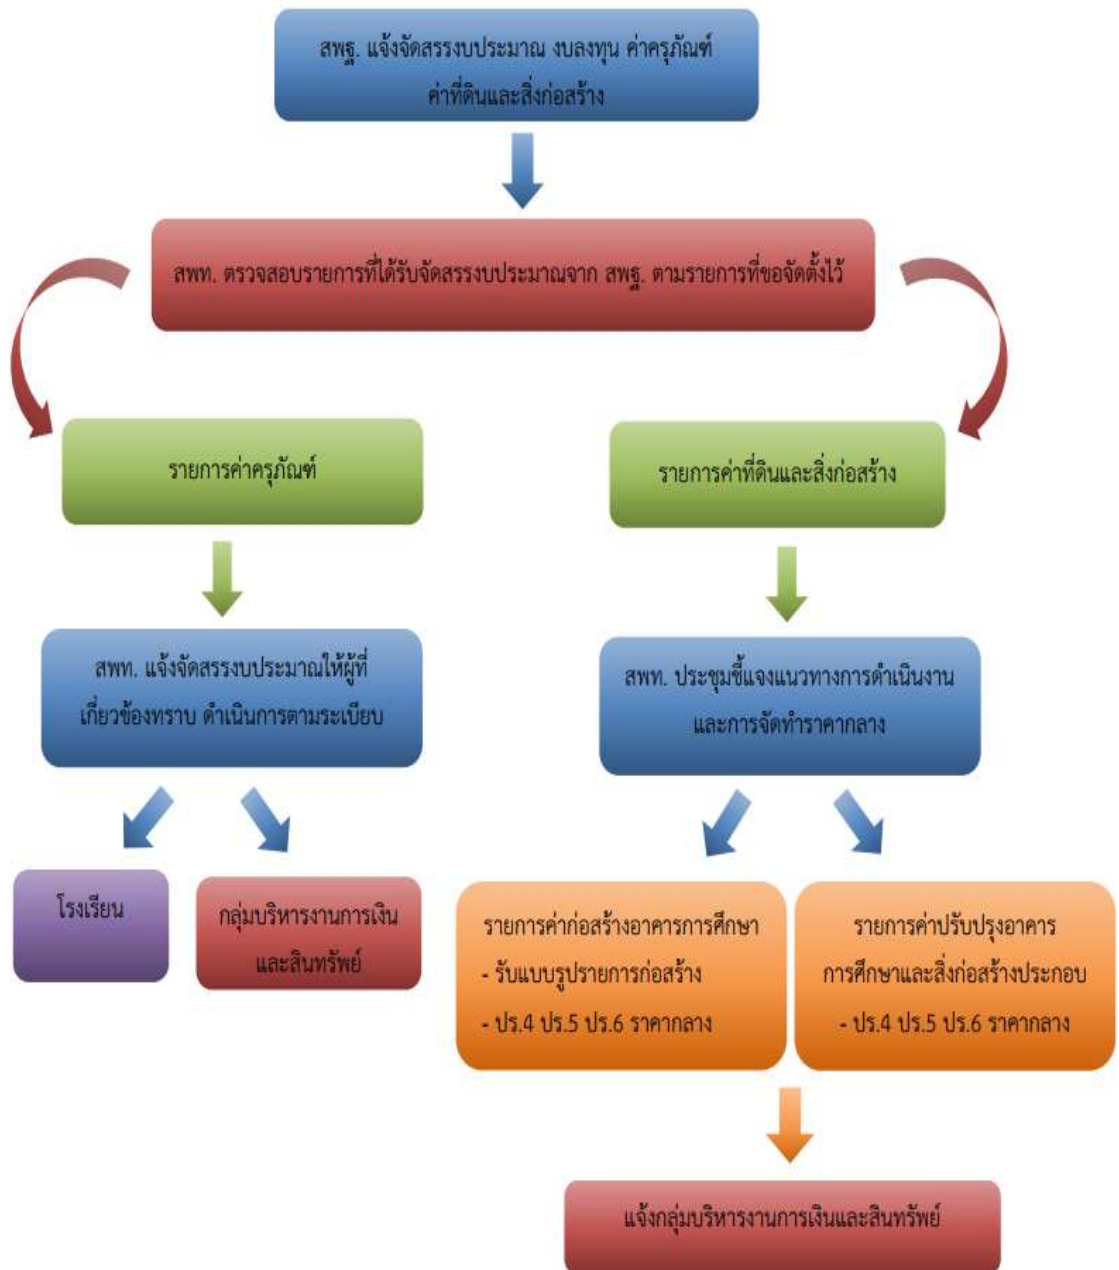 สพฐ. แจ้งจัดสรรงบประมาณ งบลงทุน ค่าครุภัณฑ์
ค่าที่ดินและสิ่งก่อสร้าง
สพท. ตรวจสอบรายการที่ได้รับจัดสรรงบประมาณจาก สพฐ. ตามรายการที่ขอจัดตั้งไว้
รายการค่าครุภัณฑ์
รายการค่าที่ดินและสิ่งก่อสร้าง
สพท. แจ้งจัดสรรงบประมาณให้ผู้ที่
เกี่ยวข้องทราบ ดำเนินการตามระเบียบ
สพท. ประชุมชี้แจงแนวทางการดำเนินงาน
และการจัดทำราคากลาง
โรงเรียน
กลุ่มบริหารงานการเงิน
และสินทรัพย์
รายการค่าก่อสร้างอาคารการศึกษา
- รับแบบรูปรายการก่อสร้าง
- ปร.4 ปร.5 ปร.6 ราคากลาง
รายการค่าปรับปรุงอาคาร
การศึกษาและสิ่งก่อสร้างประกอบ
- ปร.4 ปร.5 ปร.6 ราคากลาง
แจ้งกลุ่มบริหารงานการเงินและสินทรัพย์